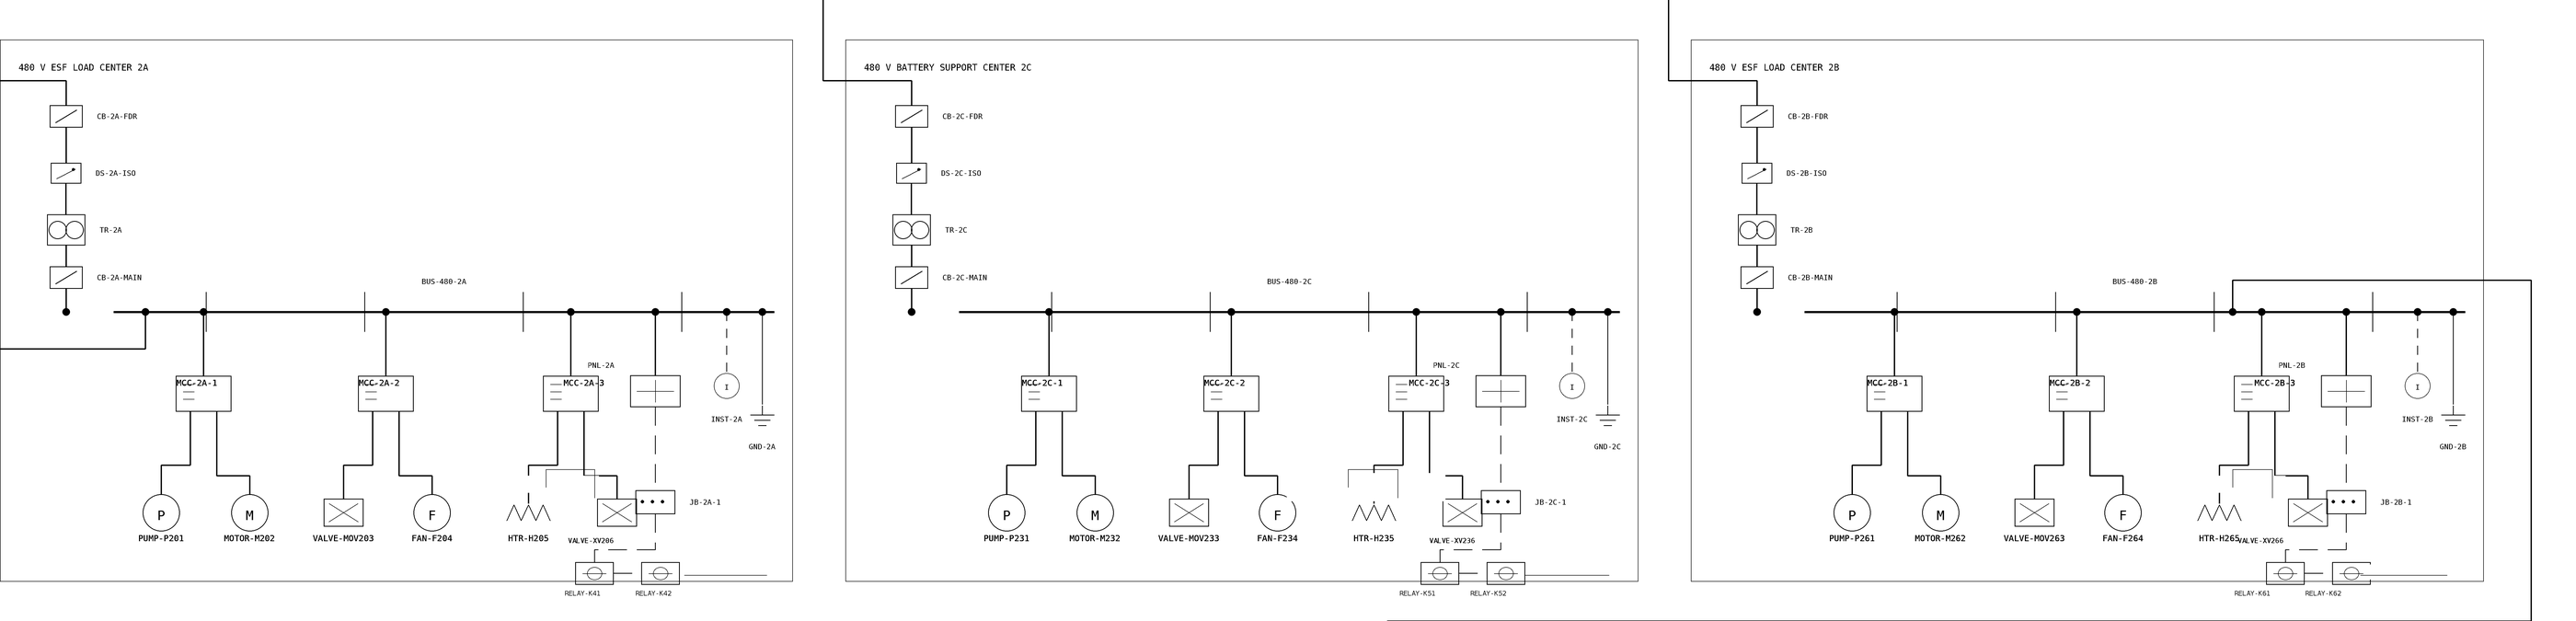 480 V ESF LOAD CENTER 2A
CB-2A-FDR
DS-2A-ISO
TR-2A
CB-2A-MAIN
BUS-480-2A
PNL-2A
MCC-2A-1
MCC-2A-2
MCC-2A-3
I
INST-2A
GND-2A
JB-2A-1
P
M
F
PUMP-P201
MOTOR-M202
VALVE-MOV203
FAN-F204
HTR-H205
VALVE-XV206
RELAY-K41
RELAY-K42
480 V BATTERY SUPPORT CENTER 2C
CB-2C-FDR
DS-2C-ISO
TR-2C
CB-2C-MAIN
BUS-480-2C
PNL-2C
MCC-2C-1
MCC-2C-2
MCC-2C-3
I
INST-2C
GND-2C
JB-2C-1
P
M
F
PUMP-P231
MOTOR-M232
VALVE-MOV233
FAN-F234
HTR-H235
VALVE-XV236
RELAY-K51
RELAY-K52
480 V ESF LOAD CENTER 2B
CB-2B-FDR
DS-2B-ISO
TR-2B
CB-2B-MAIN
BUS-480-2B
PNL-2B
MCC-2B-1
MCC-2B-2
MCC-2B-3
I
INST-2B
GND-2B
JB-2B-1
P
M
F
PUMP-P261
MOTOR-M262
VALVE-MOV263
FAN-F264
HTR-H265
VALVE-XV266
RELAY-K61
RELAY-K62